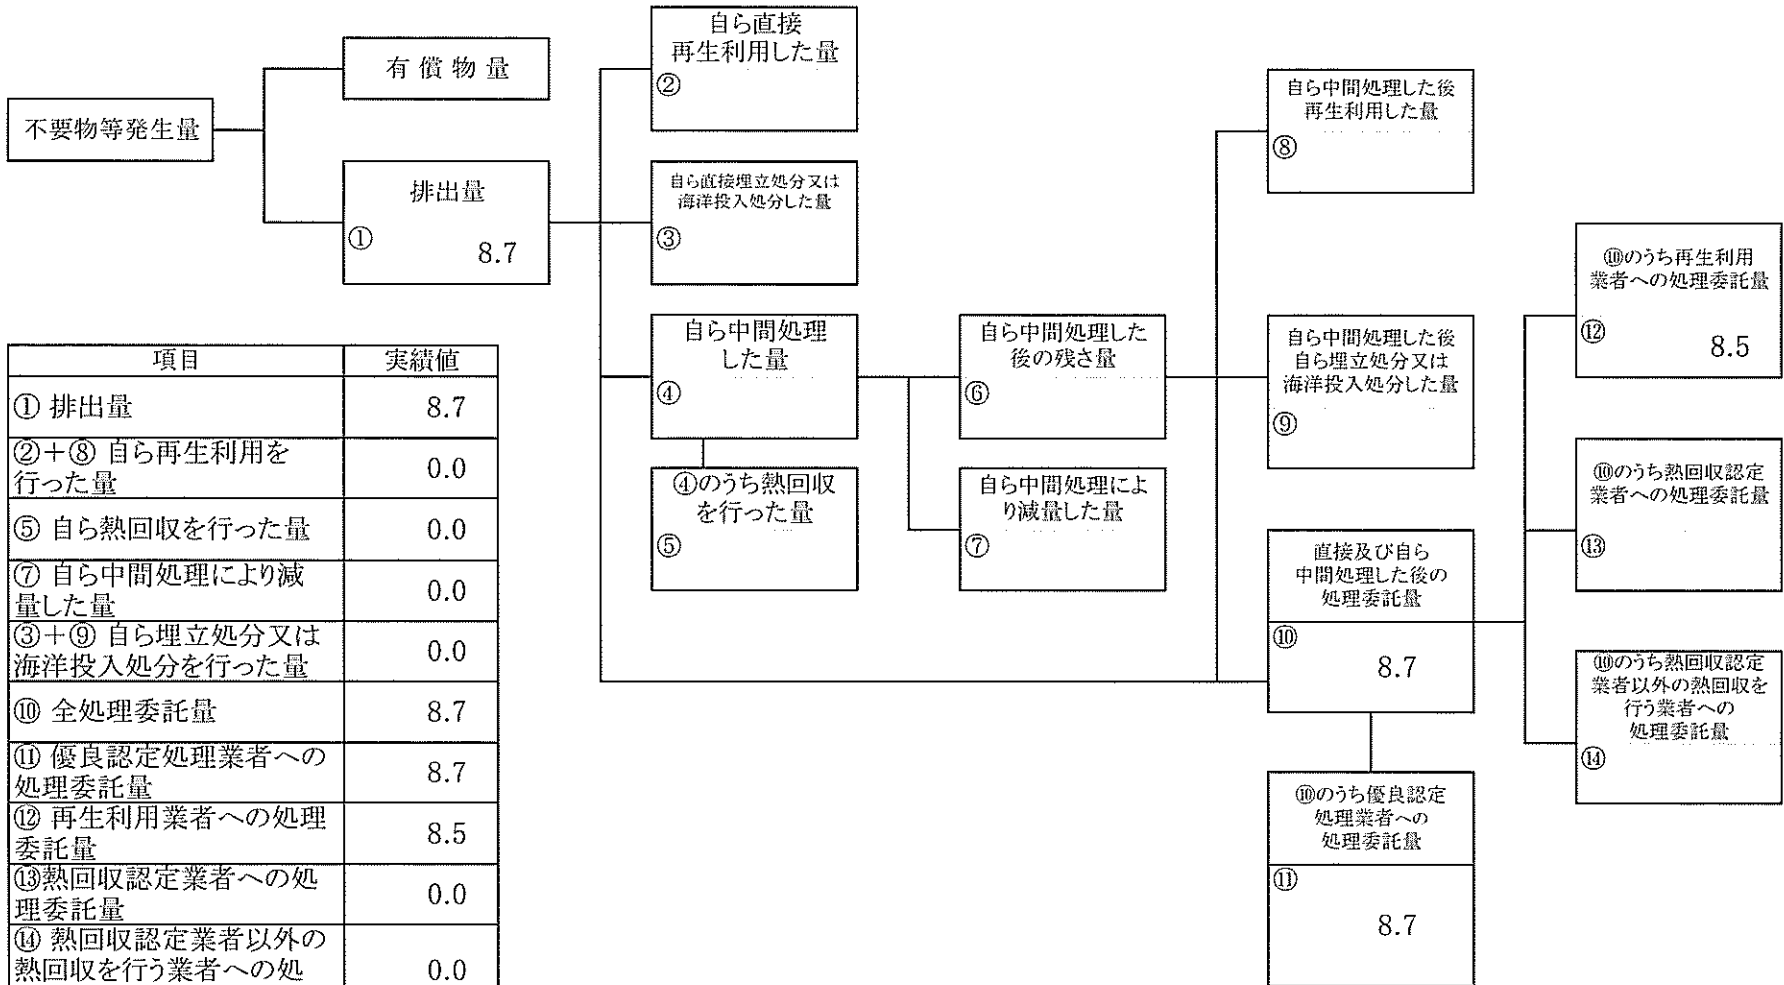 不要物等発生量
有償物量
排出量
①
8.7
自ら直接
再生利用した量
②
自ら直接埋立処分又は
海洋投入処分した量
③
自ら中間処理
した量
④
④のうち熱回収
を行った量
⑤
自ら中間処理した
後の残さ量
⑥
自ら中間処理によ
り減量した量
⑦
自ら中間処理した後
再生利用した量
⑧
自ら中間処理した後
自ら埋立処分又は
海洋投入処分した量
⑨
直接及び自ら
中間処理した後の
処理委託量
⑩
8.7
⑩のうち優良認定
処理業者への
処理委託量
⑪
8.7
⑩のうち再生利用
業者への処理委託量
⑫
8.5
⑩のうち熱回収認定
業者への処理委託量
⑬
⑩のうち熱回収認定
業者以外の熱回収を
行う業者への
処理委託量
⑭
項目 実績値
① 排出量 8.7
②+⑧ 自ら再生利用を
行った量 0.0
⑤ 自ら熱回収を行った量 0.0
⑦ 自ら中間処理により減
量した量 0.0
③+⑨ 自ら埋立処分又は
海洋投入処分を行った量 0.0
⑩ 全処理委託量 8.7
⑪ 優良認定処理業者への
処理委託量 8.7
⑫ 再生利用業者への処理
委託量 8.5
⑬熱回収認定業者への処
理委託量 0.0
⑭ 熱回収認定業者以外の
熱回収を行う業者への処 0.0